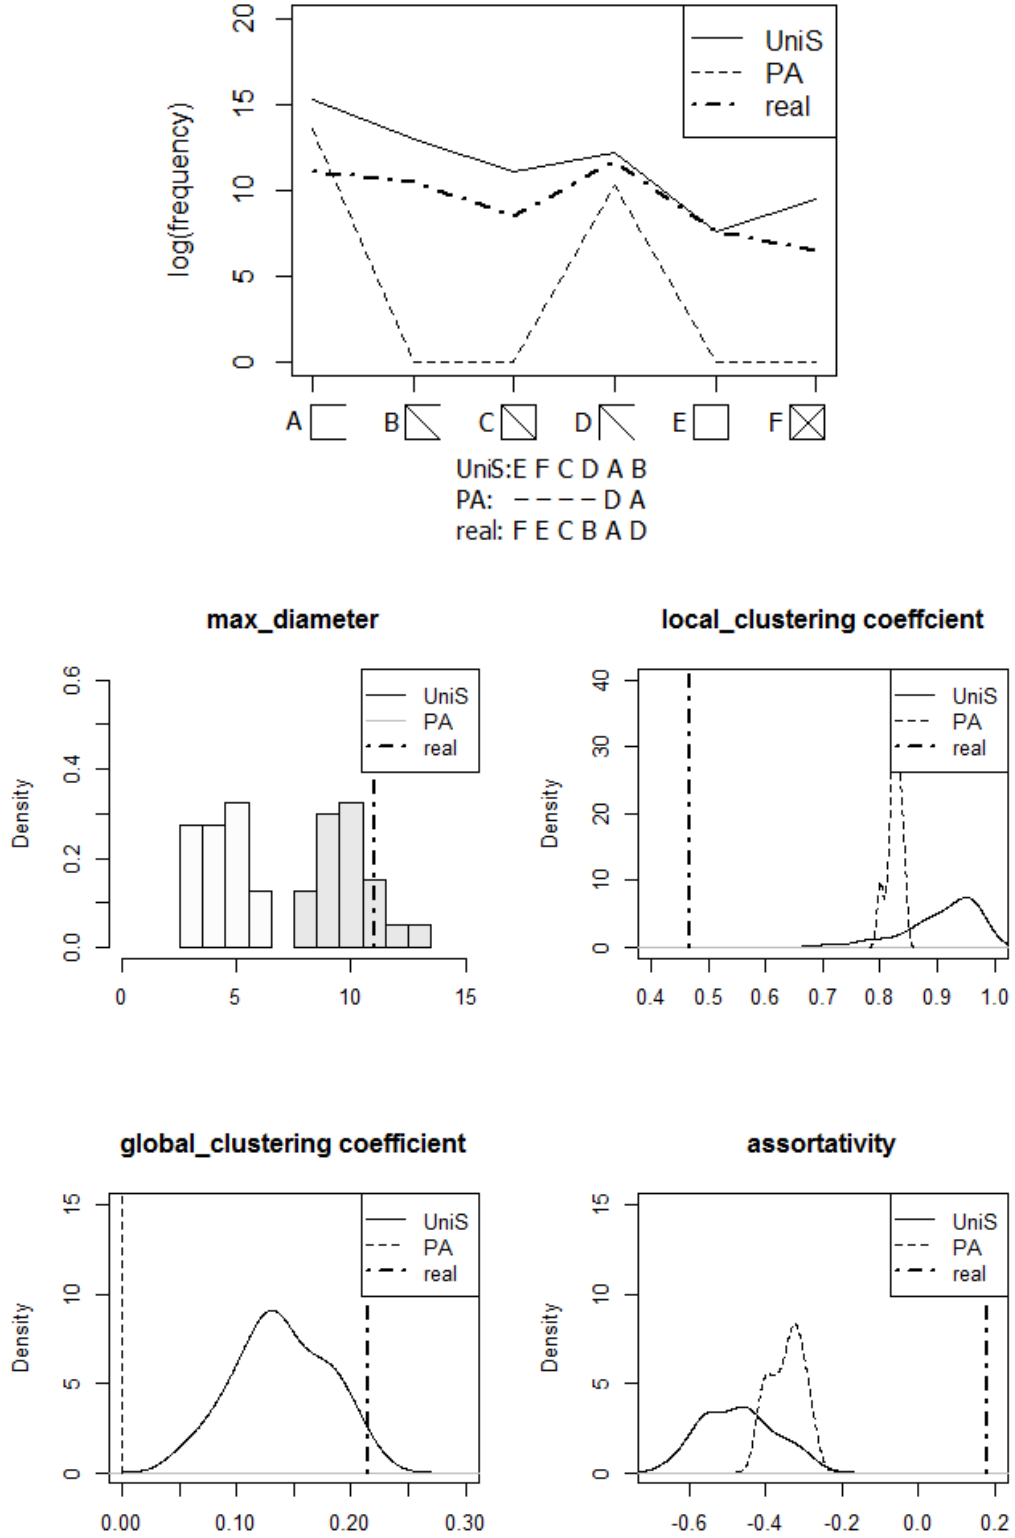 20
15
10
5
0
log(frequency)
UniS
PA
real
A B C D E F
UniS:E F C D A B
PA: – – – – D A
real: F E C B A D
max_diameter
0.6
0.4
0.2
0.0
Density
UniS
PA
real
0 5 10 15
local_clustering coeffcient
40
30
20
10
0
Density
UniS
PA
real
0.4 0.5 0.6 0.7 0.8 0.9 1.0
global_clustering coefficient
15
10
5
0
Density
UniS
PA
real
0.00 0.10 0.20 0.30
assortativity
15
10
5
0
Density
UniS
PA
real
-0.6 -0.4 -0.2 0.0 0.2